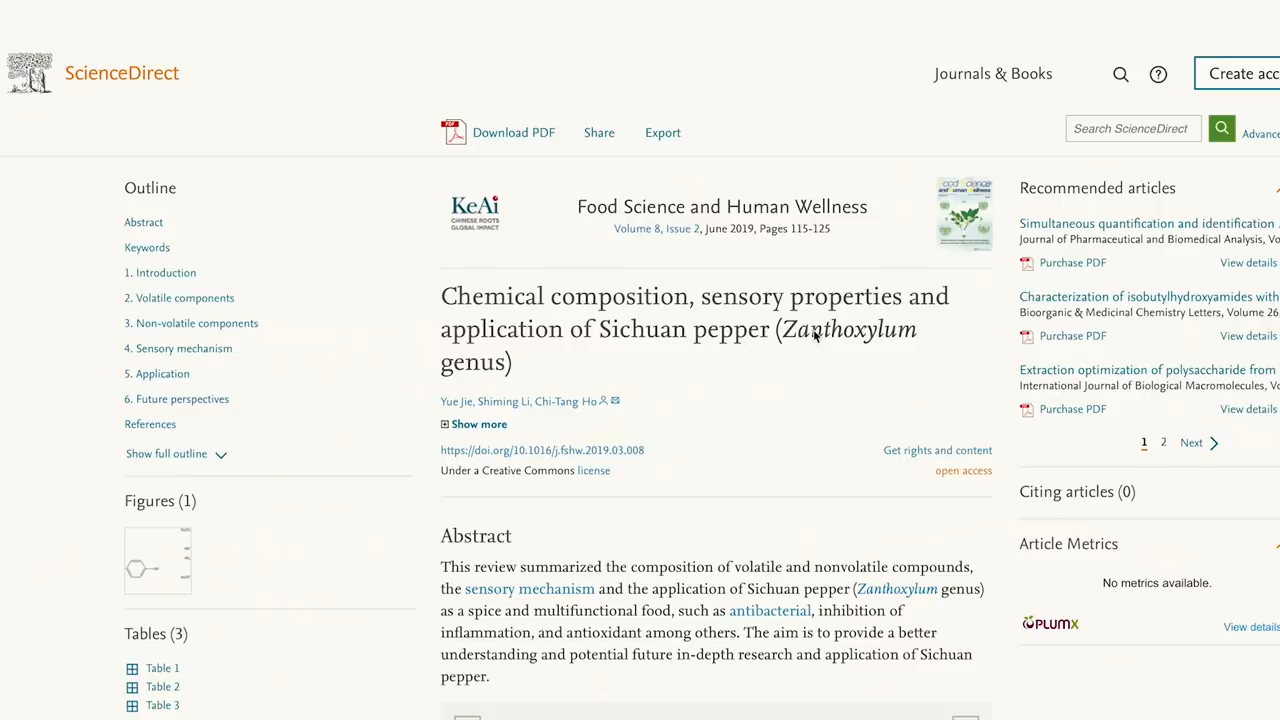 ScienceDirect
Journals & Books
Create acc
Download PDF
Share
Export
Search ScienceDirect
Advance
Outline
Abstract
Keywords
1. Introduction
2. Volatile components
3. Non-volatile components
4. Sensory mechanism
5. Application
6. Future perspectives
References
Show full outline
Figures (1)
Tables (3)
Table 1
Table 2
Table 3
KeAi
CHINESE ROOTS
GLOBAL IMPACT
Food Science and Human Wellness
Volume 8, Issue 2, June 2019, Pages 115-125
Chemical composition, sensory properties and
application of Sichuan pepper (Zanthoxylum
genus)
Yue Jie, Shiming Li, Chi-Tang Ho
Show more
https://doi.org/10.1016/j.fshw.2019.03.008
Get rights and content
Under a Creative Commons license
open access
Abstract
This review summarized the composition of volatile and nonvolatile compounds,
the sensory mechanism and the application of Sichuan pepper (Zanthoxylum genus)
as a spice and multifunctional food, such as antibacterial, inhibition of
inflammation, and antioxidant among others. The aim is to provide a better
understanding and potential future in-depth research and application of Sichuan
pepper.
Recommended articles
Simultaneous quantification and identification
Journal of Pharmaceutical and Biomedical Analysis, Vo
Purchase PDF
View details
Characterization of isobutylhydroxyamides with
Bioorganic & Medicinal Chemistry Letters, Volume 26
Purchase PDF
View details
Extraction optimization of polysaccharide from
International Journal of Biological Macromolecules, Vo
Purchase PDF
View details
1 2 Next
Citing articles (0)
Article Metrics
No metrics available.
PLUMX
View details